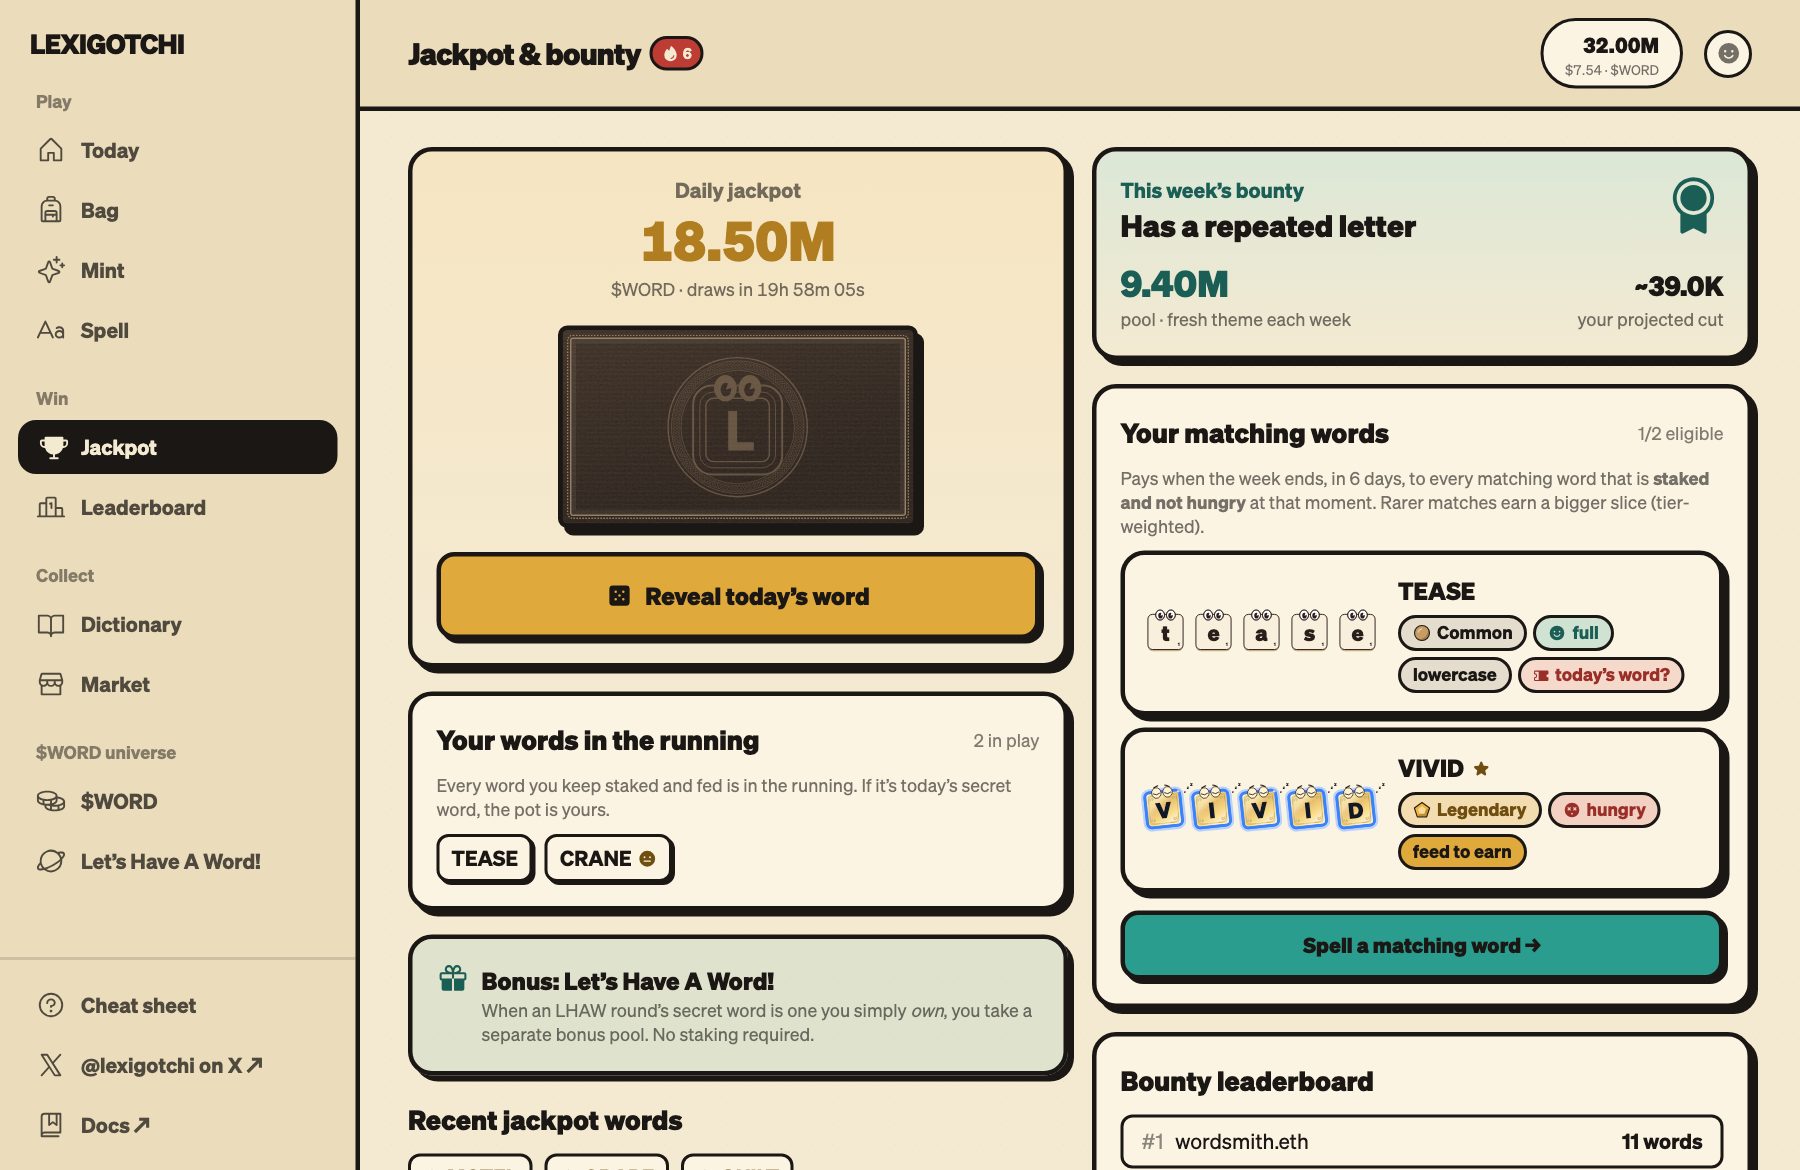 LEXIGOTCHI
Play
Today
Bag
Mint
Aa Spell
Win
Jackpot
Leaderboard
Collect
Dictionary
Market
$WORD universe
$WORD
Let's Have A Word!
Cheat sheet
@lexigotchi on X ↗
Docs ↗
Jackpot & bounty 6
32.00M
$7.54 · $WORD
Daily jackpot
18.50M
$WORD · draws in 19h 58m 05s
L
Reveal today's word
Your words in the running
2 in play
Every word you keep staked and fed is in the running. If it's today's secret
word, the pot is yours.
TEASE
CRANE
Bonus: Let's Have A Word!
When an LHAW round's secret word is one you simply own, you take a
separate bonus pool. No staking required.
Recent jackpot words
This week's bounty
Has a repeated letter
9.40M
~39.0K
pool · fresh theme each week
your projected cut
Your matching words
1/2 eligible
Pays when the week ends, in 6 days, to every matching word that is staked
and not hungry at that moment. Rarer matches earn a bigger slice (tier-
weighted).
t e a s e
TEASE
Common
full
lowercase
today's word?
V I V I D
VIVID
Legendary
hungry
feed to earn
Spell a matching word →
Bounty leaderboard
#1 wordsmith.eth
11 words